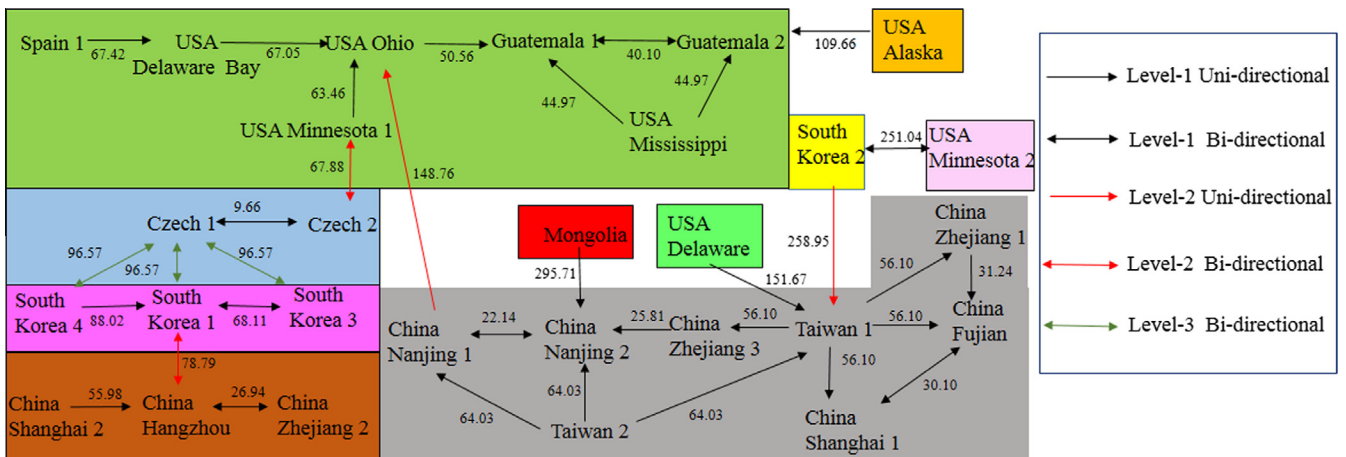 Spain 1
67.42
USA
Delaware Bay
67.05
USA Ohio
50.56
Guatemala 1
40.10
Guatemala 2
109.66
USA
Alaska
63.46
44.97
44.97
USA Minnesota 1
USA
Mississippi
67.88
148.76
South
Korea 2
251.04
USA
Minnesota 2
Level-1 Uni-directional
Level-1 Bi-directional
Level-2 Uni-directional
Level-2 Bi-directional
Level-3 Bi-directional
Czech 1
9.66
Czech 2
96.57
96.57
96.57
Mongolia
295.71
USA
Delaware
151.67
258.95
China
Zhejiang 1
56.10
31.24
South
Korea 4
88.02
South
Korea 1
68.11
South
Korea 3
78.79
China
Nanjing 1
22.14
China
Nanjing 2
25.81
China
Zhejiang 3
56.10
Taiwan 1
56.10
China
Fujian
56.10
30.10
64.03
64.03
64.03
Taiwan 2
China
Shanghai 1
China
Shanghai 2
55.98
China
Hangzhou
26.94
China
Zhejiang 2